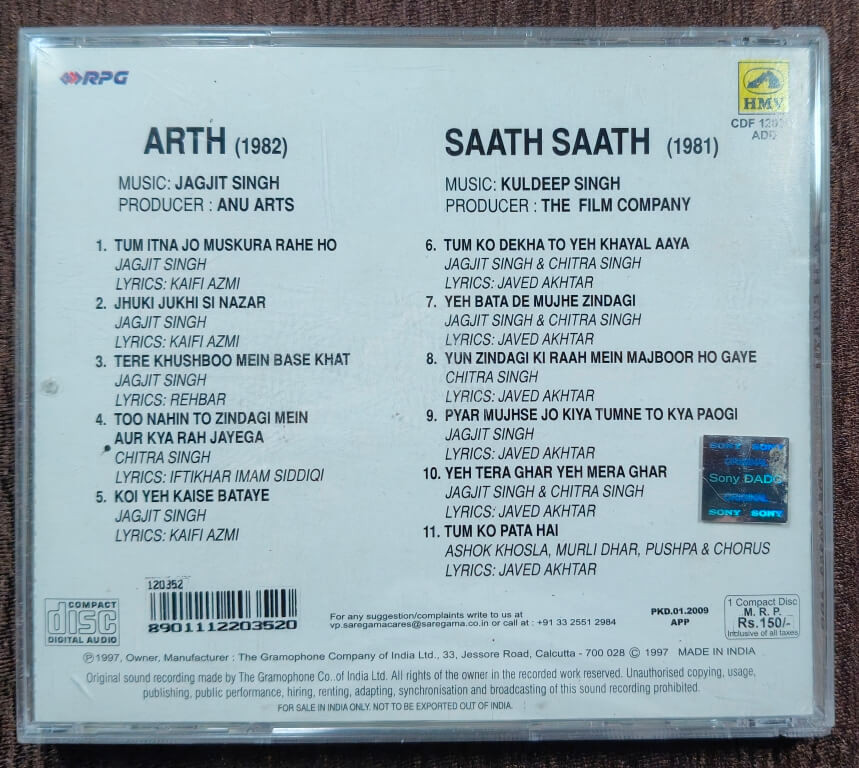 RPG
HMV
CDF 120
ADD
ARTH (1982)
MUSIC: JAGJIT SINGH
PRODUCER : ANU ARTS
1. TUM ITNA JO MUSKURA RAHE HO
JAGJIT SINGH
LYRICS: KAIFI AZMI
2. JHUKI JUKHI SI NAZAR
JAGJIT SINGH
LYRICS: KAIFI AZMI
3. TERE KHUSHBOO MEIN BASE KHAT
JAGJIT SINGH
LYRICS: REHBAR
4. TOO NAHIN TO ZINDAGI MEIN
AUR KYA RAH JAYEGA
CHITRA SINGH
LYRICS: IFTIKHAR IMAM SIDDIQI
5. KOI YEH KAISE BATAYE
JAGJIT SINGH
LYRICS: KAIFI AZMI
SAATH SAATH (1981)
MUSIC: KULDEEP SINGH
PRODUCER : THE FILM COMPANY
6. TUM KO DEKHA TO YEH KHAYAL AAYA
JAGJIT SINGH & CHITRA SINGH
LYRICS: JAVED AKHTAR
7. YEH BATA DE MUJHE ZINDAGI
JAGJIT SINGH & CHITRA SINGH
LYRICS: JAVED AKHTAR
8. YUN ZINDAGI KI RAAH MEIN MAJBOOR HO GAYE
CHITRA SINGH
LYRICS: JAVED AKHTAR
9. PYAR MUJHSE JO KIYA TUMNE TO KYA PAOGI
JAGJIT SINGH
LYRICS: JAVED AKHTAR
10. YEH TERA GHAR YEH MERA GHAR
JAGJIT SINGH & CHITRA SINGH
LYRICS: JAVED AKHTAR
11. TUM KO PATA HAI
ASHOK KHOSLA, MURLI DHAR, PUSHPA & CHORUS
LYRICS: JAVED AKHTAR
SONY SONY
ORIGINAL
Sony DADC
ORIGINAL
SONY SONY
COMPACT
disc
DIGITAL AUDIO
120352
8901112203520
For any suggestion/complaints write to us at
vp.saregamacares@saregama.co.in or call at : +91 33 2551 2984
PKD.01.2009
APP
1 Compact Disc
M. R. P.
Rs.150/-
Inclusive of all taxes
Ⓟ1997, Owner, Manufacturer : The Gramophone Company of India Ltd., 33, Jessore Road, Calcutta - 700 028 © 1997 MADE IN INDIA
Original sound recording made by The Gramophone Co. of India Ltd. All rights of the owner in the recorded work reserved. Unauthorised copying, usage,
publishing, public performance, hiring, renting, adapting, synchronisation and broadcasting of this sound recording prohibited.
FOR SALE IN INDIA ONLY. NOT TO BE EXPORTED OUT OF INDIA.